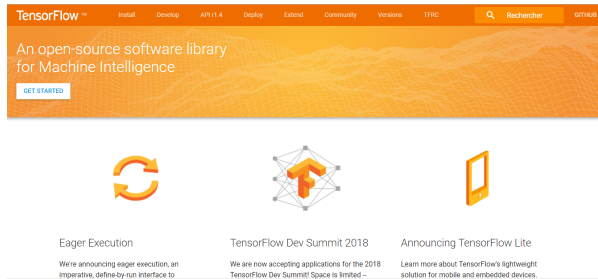 TensorFlow™ Install Develop API r1.4 Deploy Extend Community Versions TFRC Rechercher GITHUB
An open-source software library
for Machine Intelligence
GET STARTED
Eager Execution
We're announcing eager execution, an
imperative, define-by-run interface to
TensorFlow Dev Summit 2018
We are now accepting applications for the 2018
TensorFlow Dev Summit! Space is limited –
Announcing TensorFlow Lite
Learn more about TensorFlow's lightweight
solution for mobile and embedded devices.